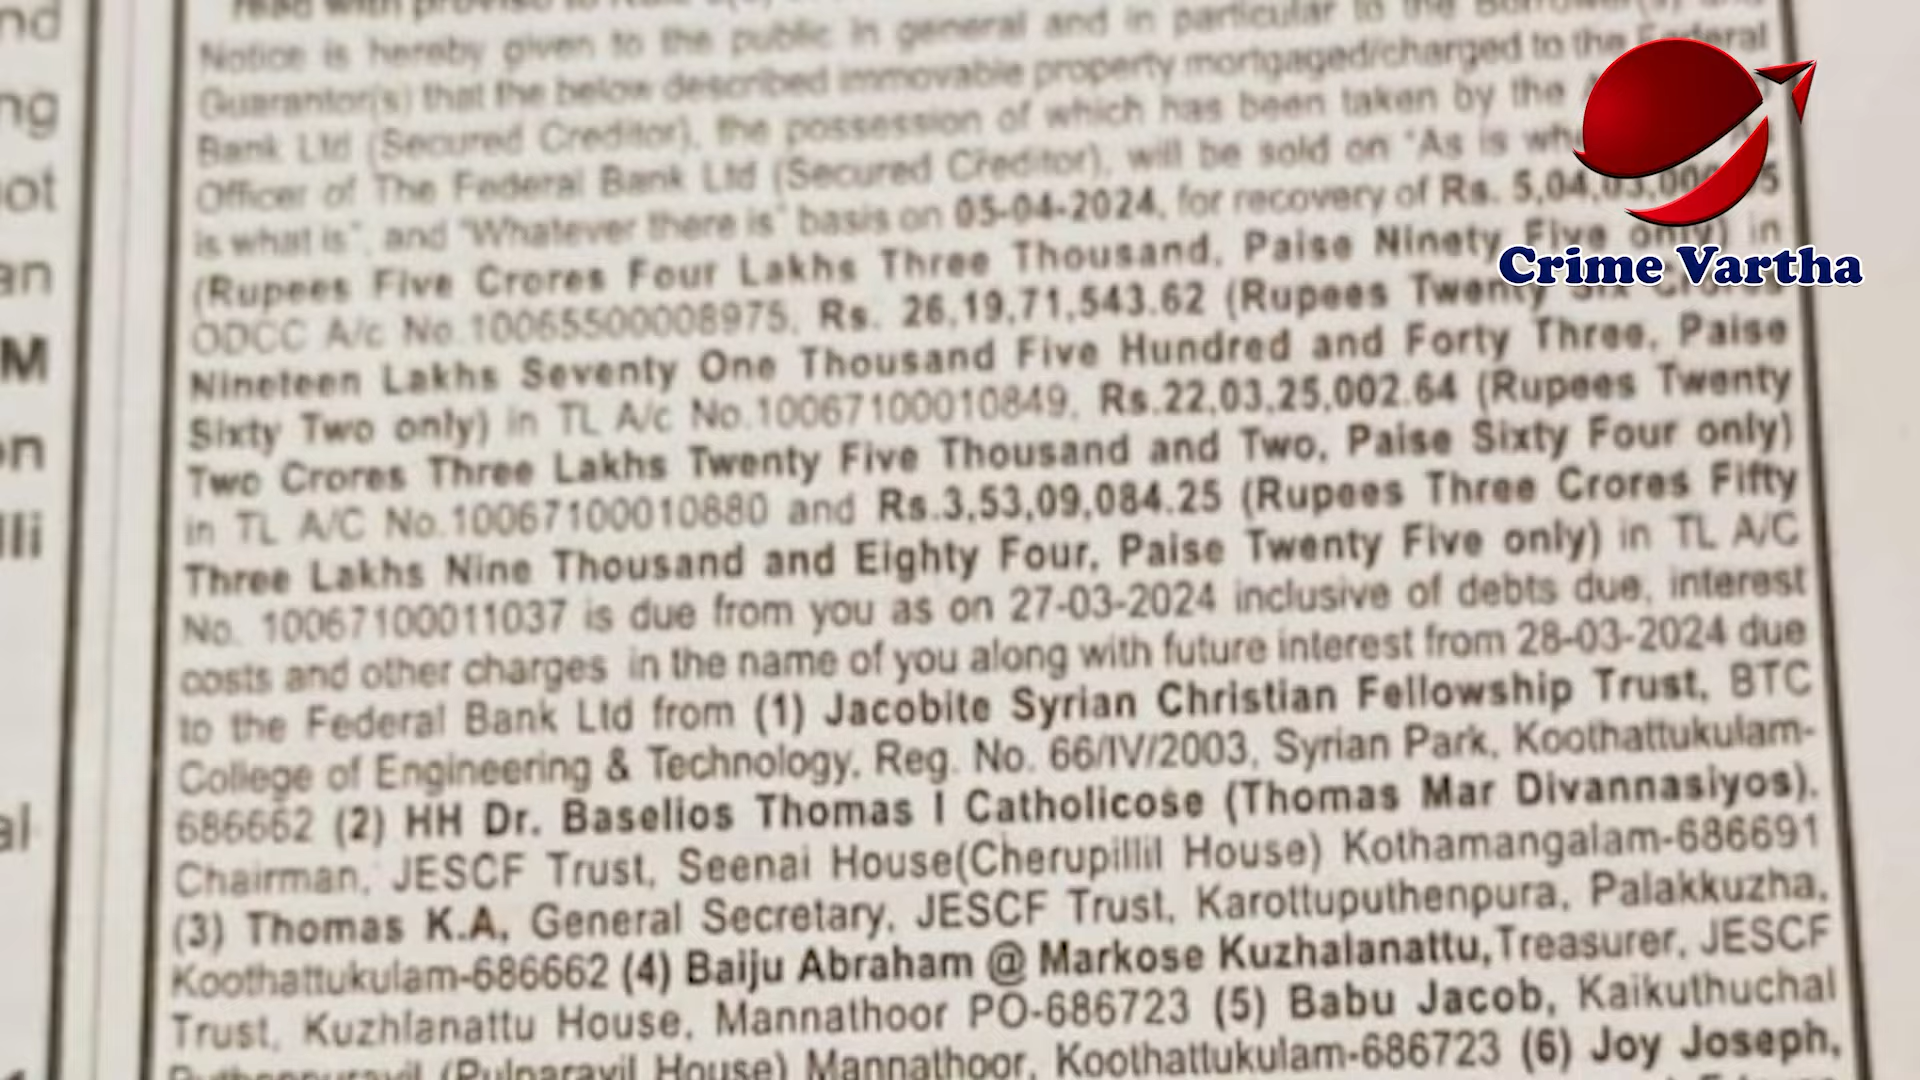 Notice is hereby given to the public in general and in particular to the Borrower(s) and
Guarantor(s) that the below described immovable property mortgaged/charged to the Federal
Bank Ltd (Secured Creditor), the possession of which has been taken by the
Officer of The Federal Bank Ltd (Secured Creditor), will be sold on "As is
is what is", and "Whatever there is" basis on 05-04-2024, for recovery of Rs.
(Rupees Five Crores Four Lakhs Three Thousand, Paise Ninety Five only) in
ODCC A/c No.10065500008975, Rs. 26,19,71,543.62 (Rupees Twenty Six Crores
Nineteen Lakhs Seventy One Thousand Five Hundred and Forty Three, Paise
Sixty Two only) in TL A/c No.10067100010849, Rs.22,03,25,002.64 (Rupees Twenty
Two Crores Three Lakhs Twenty Five Thousand and Two, Paise Sixty Four only)
in TL A/C No.10067100010880 and Rs.3,53,09,084.25 (Rupees Three Crores Fifty
Three Lakhs Nine Thousand and Eighty Four, Paise Twenty Five only) in TL A/C
No. 10067100011037 is due from you as on 27-03-2024 inclusive of debts due, interest
costs and other charges in the name of you along with future interest from 28-03-2024 due
to the Federal Bank Ltd from (1) Jacobite Syrian Christian Fellowship Trust, BTC
College of Engineering & Technology, Reg. No. 66/IV/2003, Syrian Park, Koothattukulam-
686662 (2) HH Dr. Baselios Thomas I Catholicose (Thomas Mar Divannasiyos),
Chairman, JESCF Trust, Seenai House(Cherupillil House) Kothamangalam-686691
(3) Thomas K.A, General Secretary, JESCF Trust, Karottuputhenpura, Palakkuzha,
Koothattukulam-686662 (4) Baiju Abraham @ Markose Kuzhalanattu,Treasurer, JESCF
Trust, Kuzhlanattu House, Mannathoor PO-686723 (5) Babu Jacob, Kaikuthuchal
(Pulparavil House) Mannathoor, Koothattukulam-686723 (6) Joy Joseph,
Crime Vartha